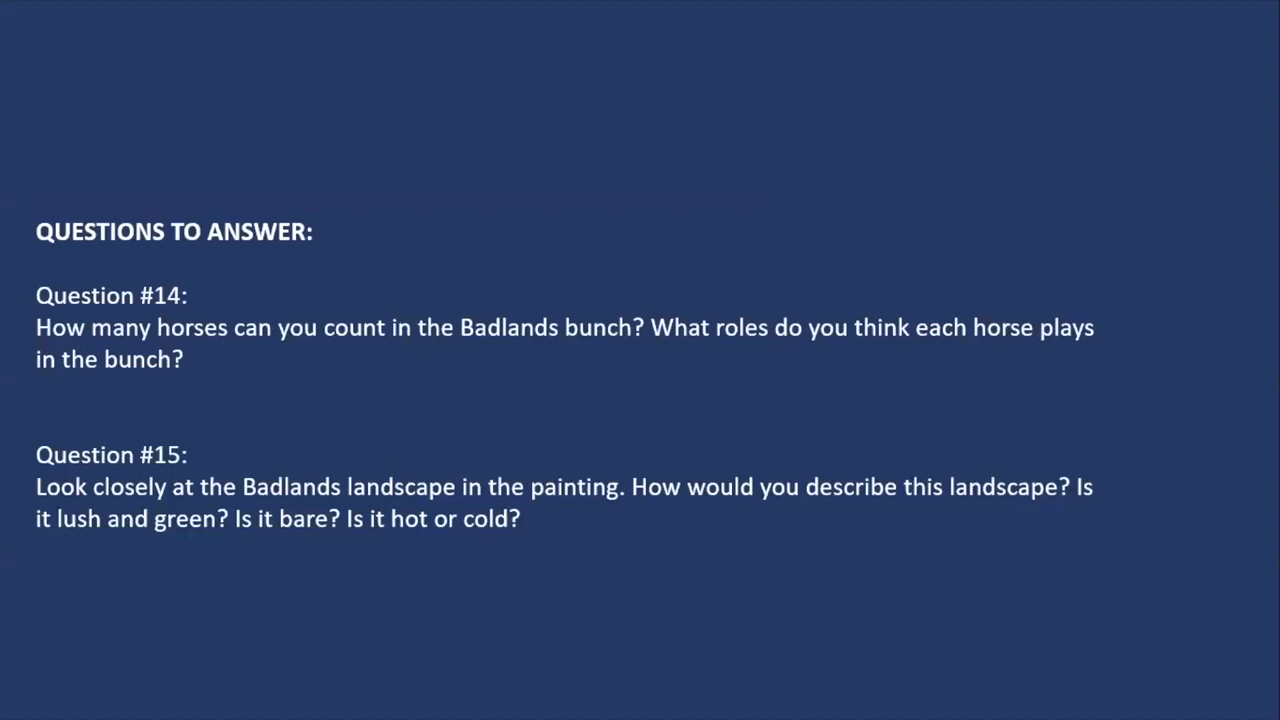 QUESTIONS TO ANSWER:
Question #14:
How many horses can you count in the Badlands bunch? What roles do you think each horse plays
in the bunch?
Question #15:
Look closely at the Badlands landscape in the painting. How would you describe this landscape? Is
it lush and green? Is it bare? Is it hot or cold?